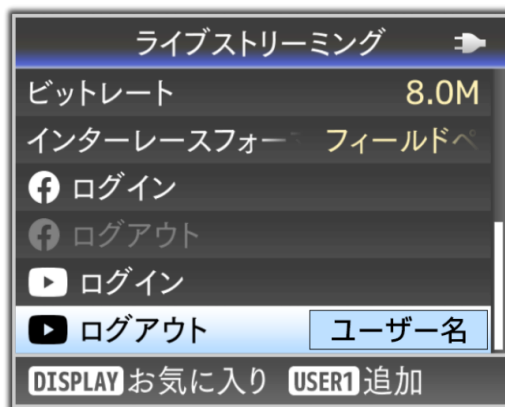 ライブストリーミング
ビットレート 8.0M
インターレースフォー フィールドペ
ログイン
ログアウト
ログイン
ログアウト ユーザー名
DISPLAY お気に入り USER1 追加